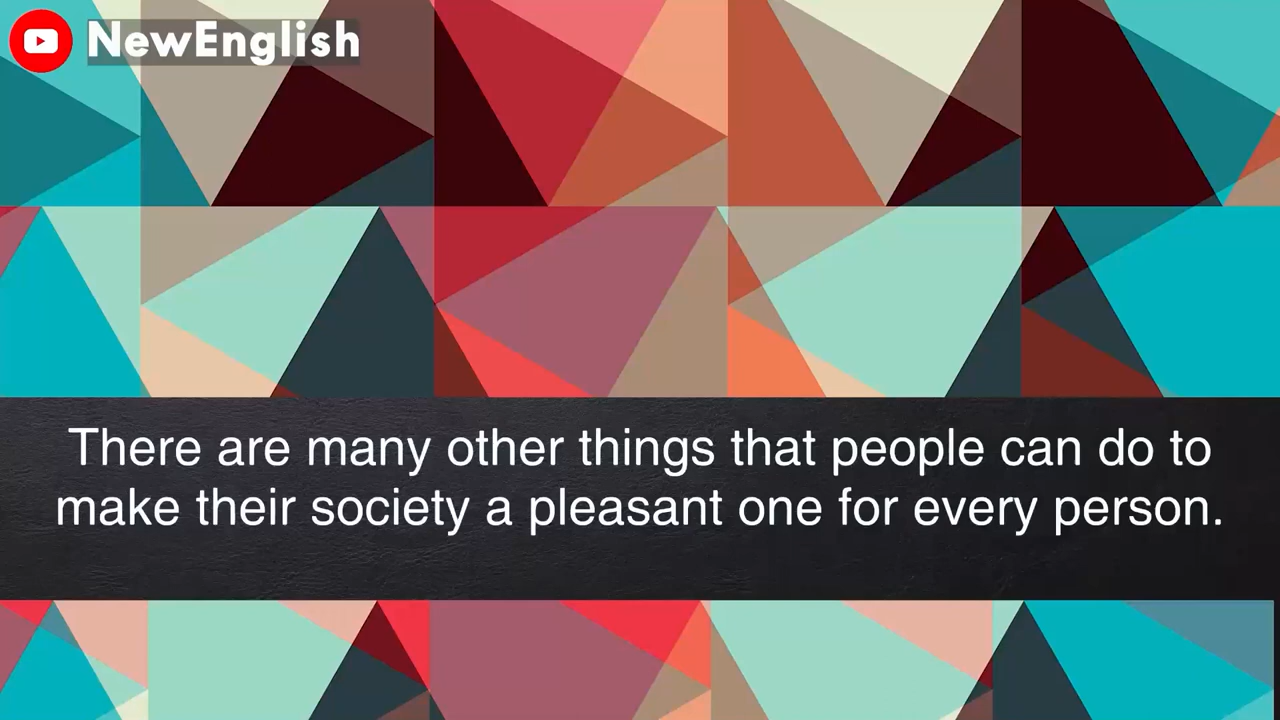 NewEnglish
There are many other things that people can do to
make their society a pleasant one for every person.